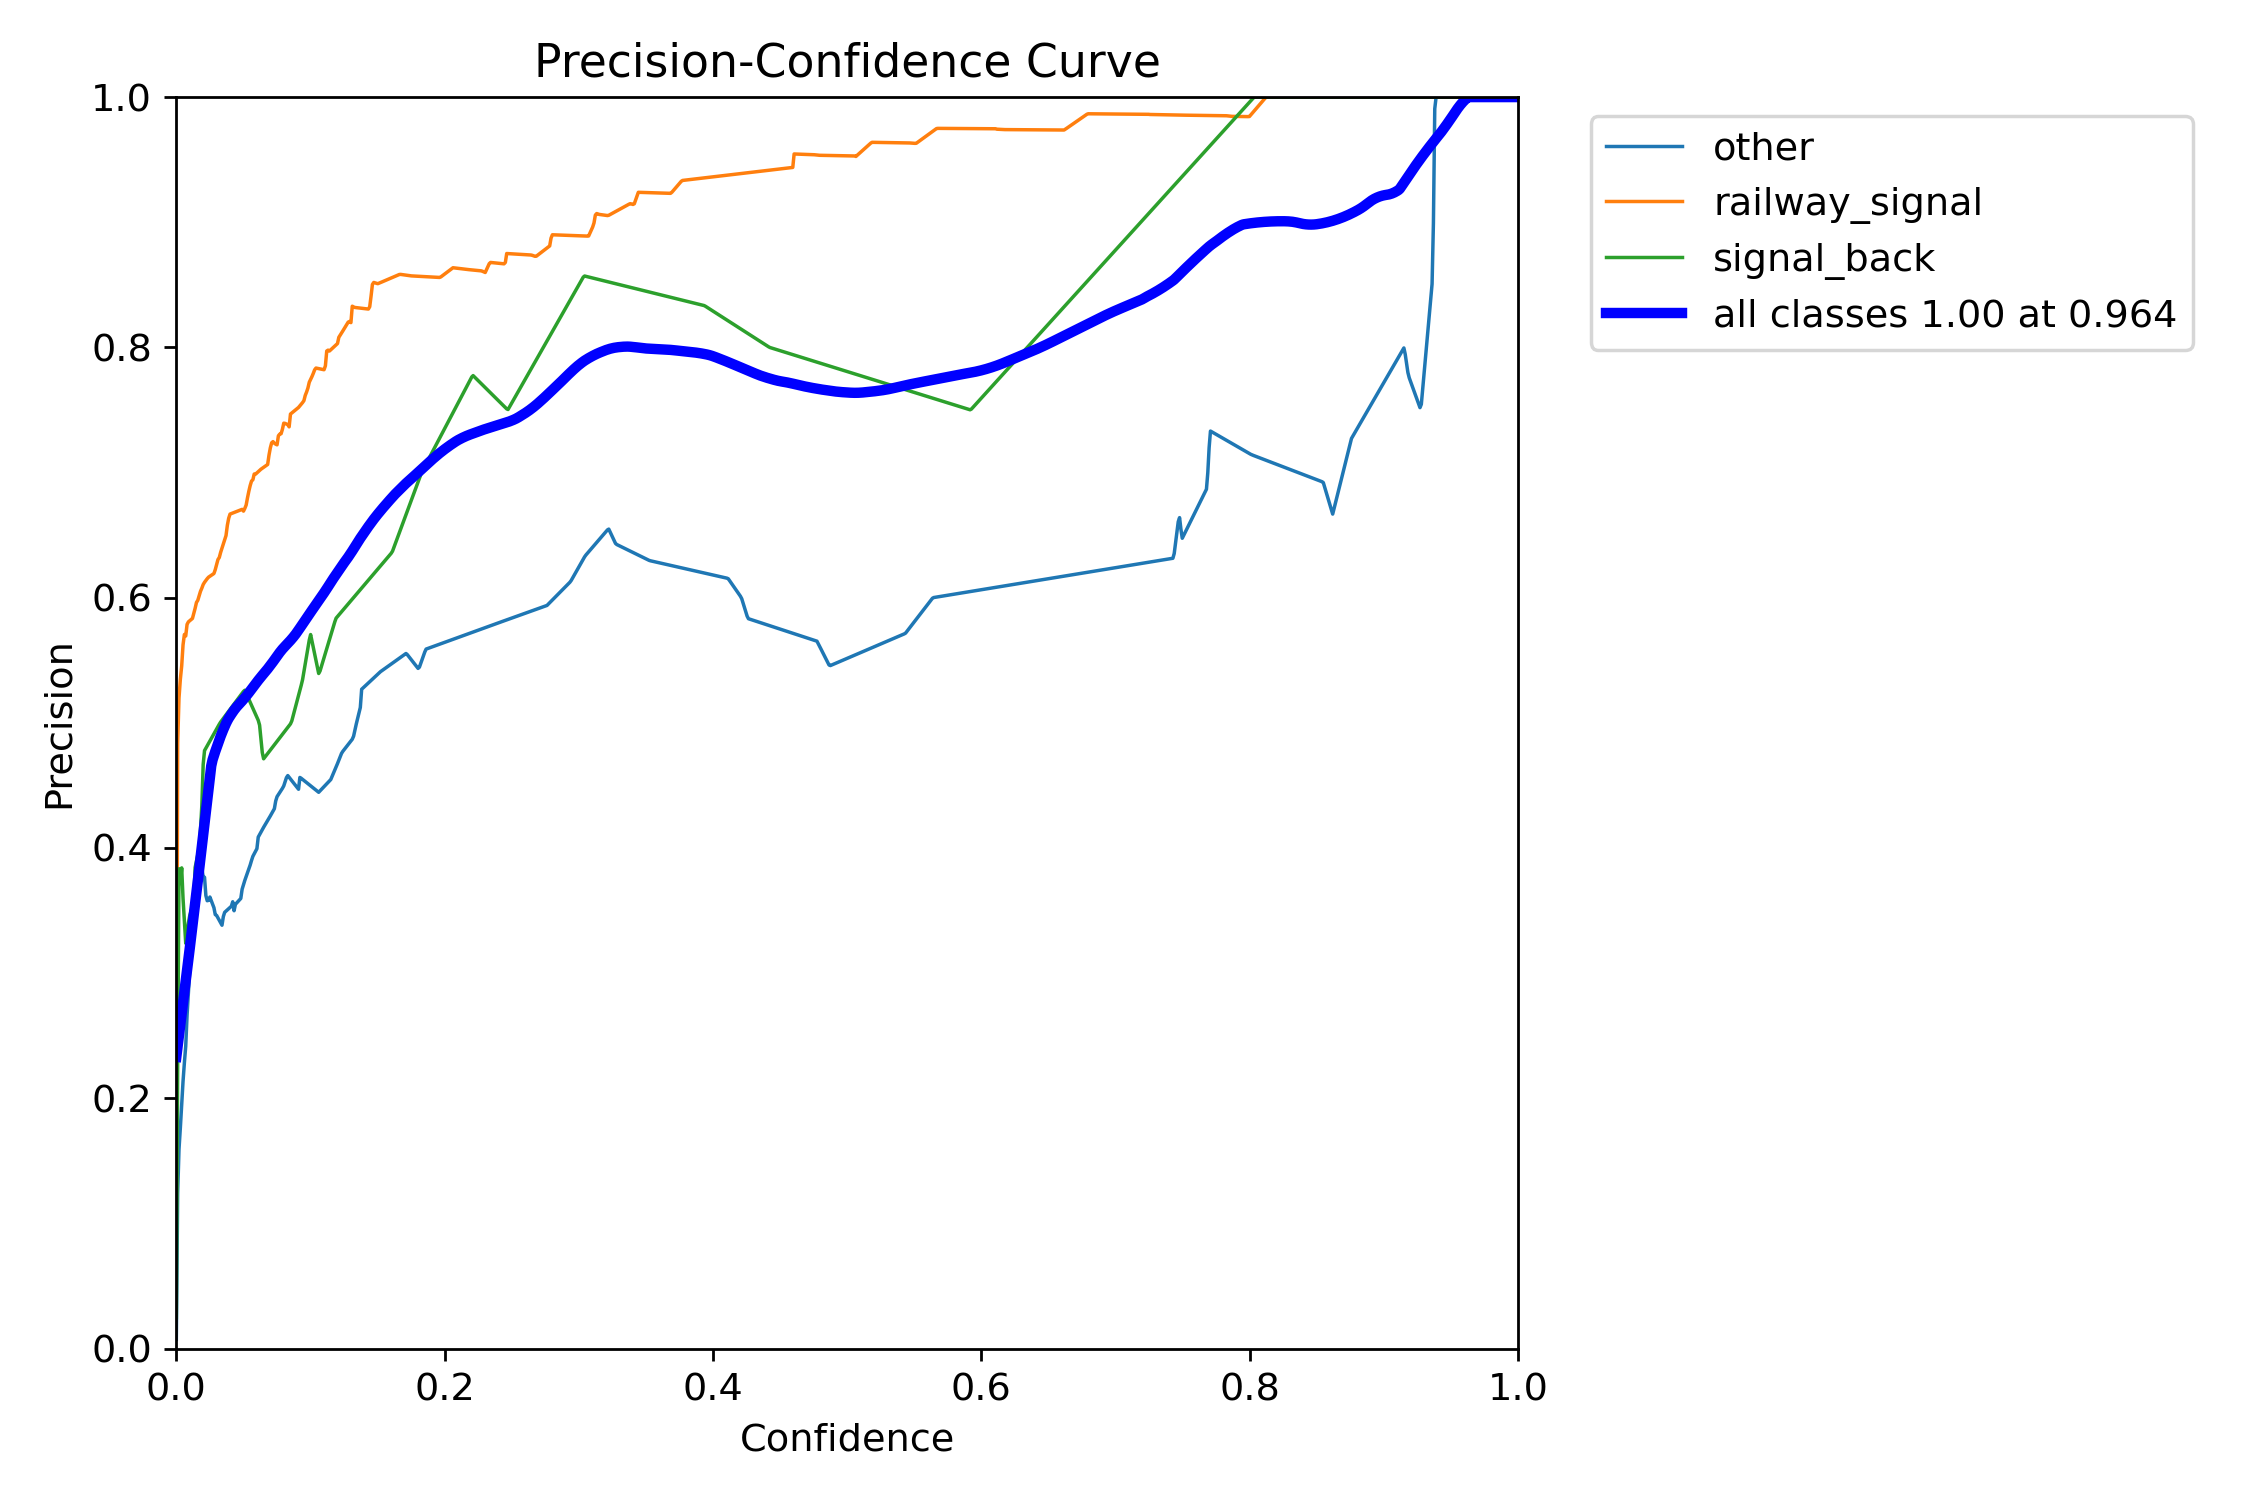 Precision-Confidence Curve
1.0
0.8
0.6
0.4
0.2
0.0
Precision
0.0 0.2 0.4 0.6 0.8 1.0
Confidence
other
railway_signal
signal_back
all classes 1.00 at 0.964